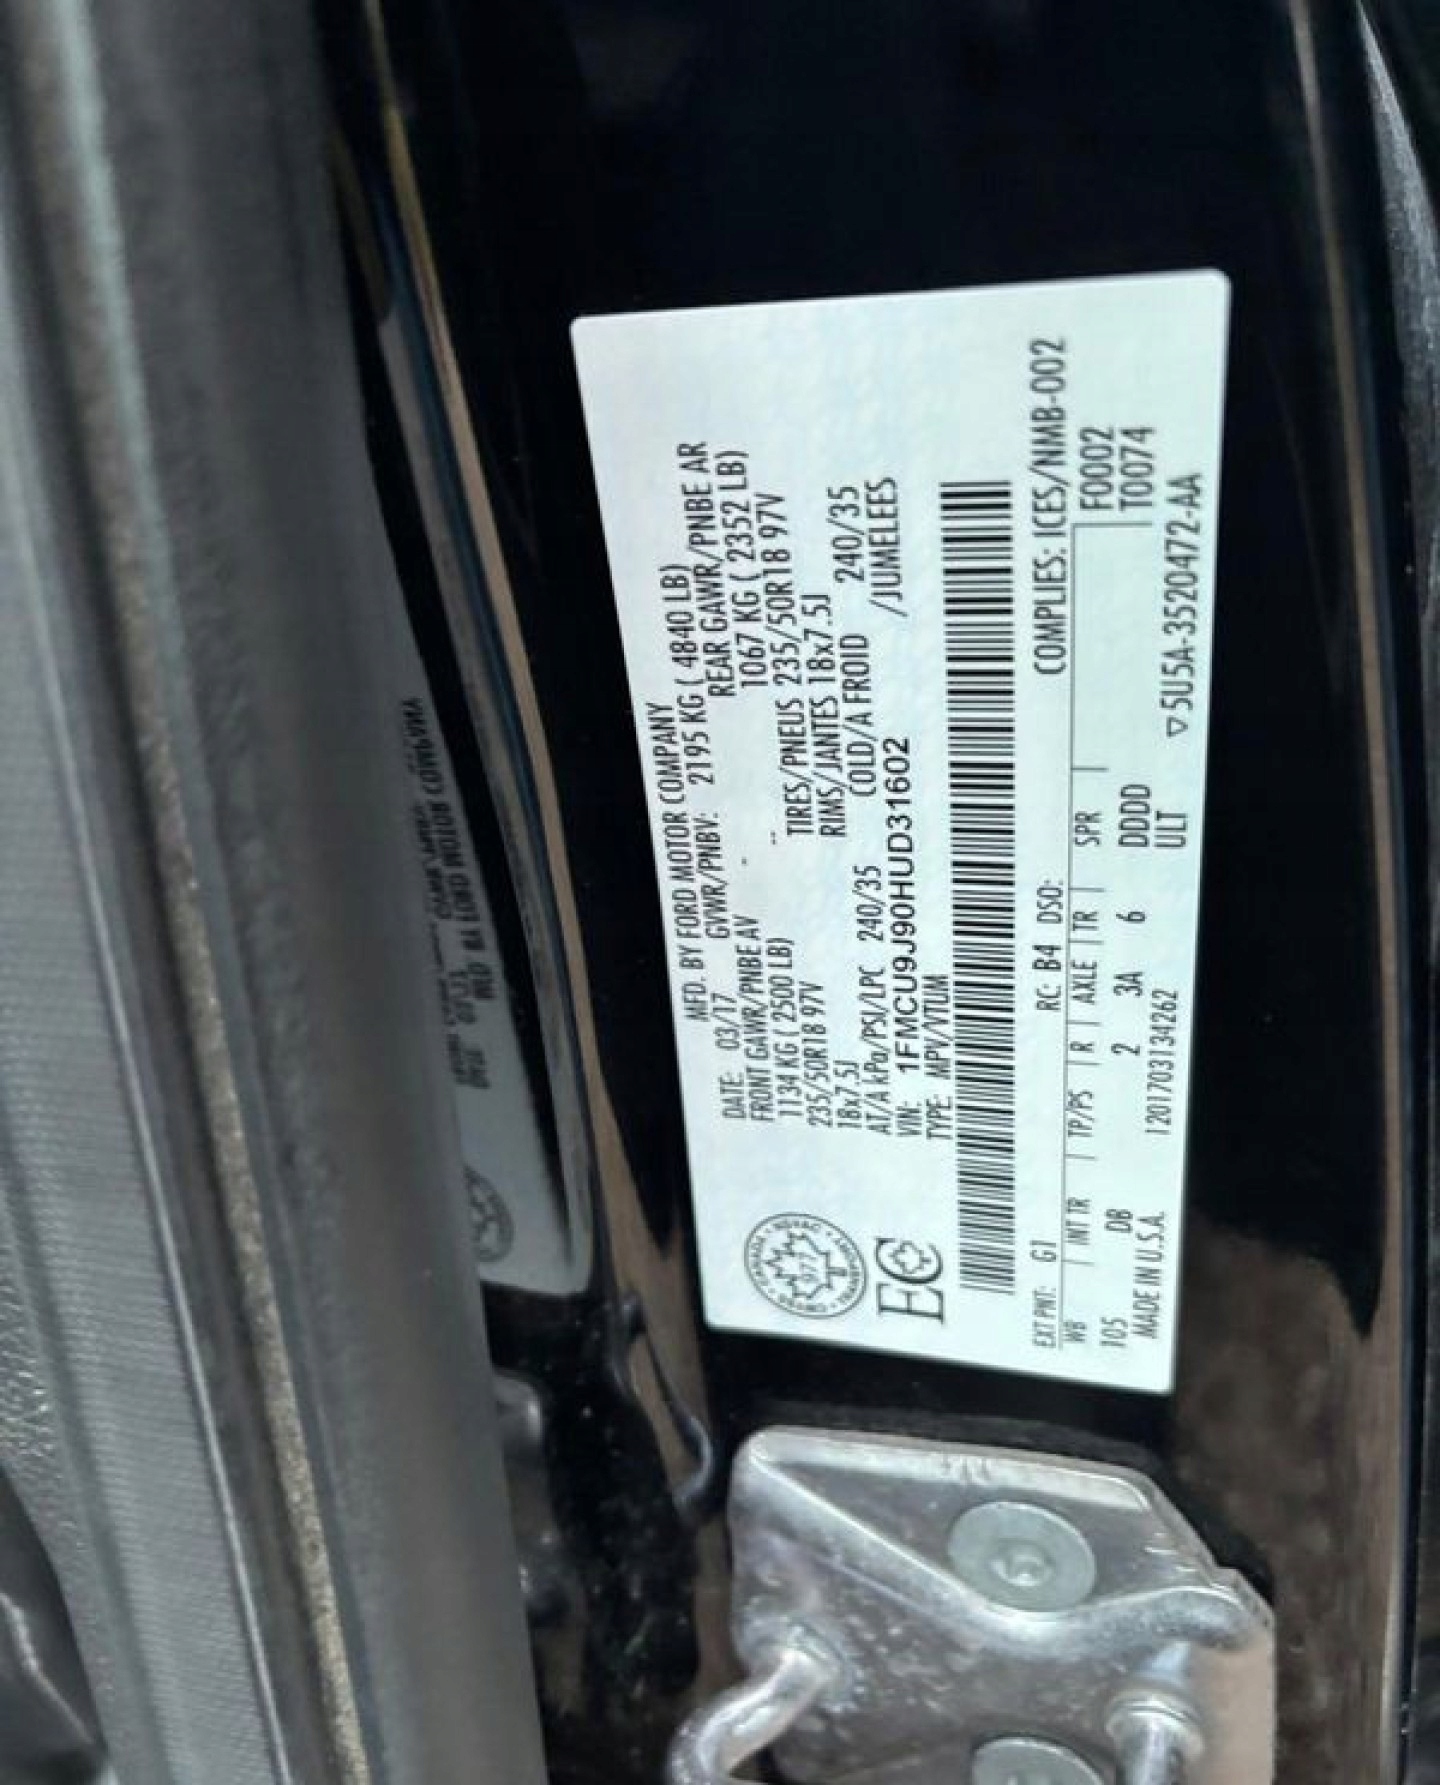 MFD. BY FORD MOTOR COMPANY
DATE: 03/17 GVWR/PNBV: 2195 KG ( 4840 LB)
FRONT GAWR/PNBE AV REAR GAWR/PNBE AR
1134 KG ( 2500 LB) 1067 KG ( 2352 LB)
235/50R18 97V TIRES/PNEUS 235/50R18 97V
18x7.5J RIMS/JANTES 18x7.5J
AT/A kPa/PSI/LPC 240/35 COLD/A FROID 240/35
VIN: 1FMCU9J90HUD31602 /JUMELEES
TYPE: MPV/VTUM
EC
COMPLIES: ICES/NMB-002
EXT PNT: G1 RC: B4 DSO:
WB INT TR TP/PS R AXLE TR SPR F0002
105 DB 2 3A 6 DDDD T0074
MADE IN U.S.A. 1201703134262 ULT
▽5U5A-3520472-AA